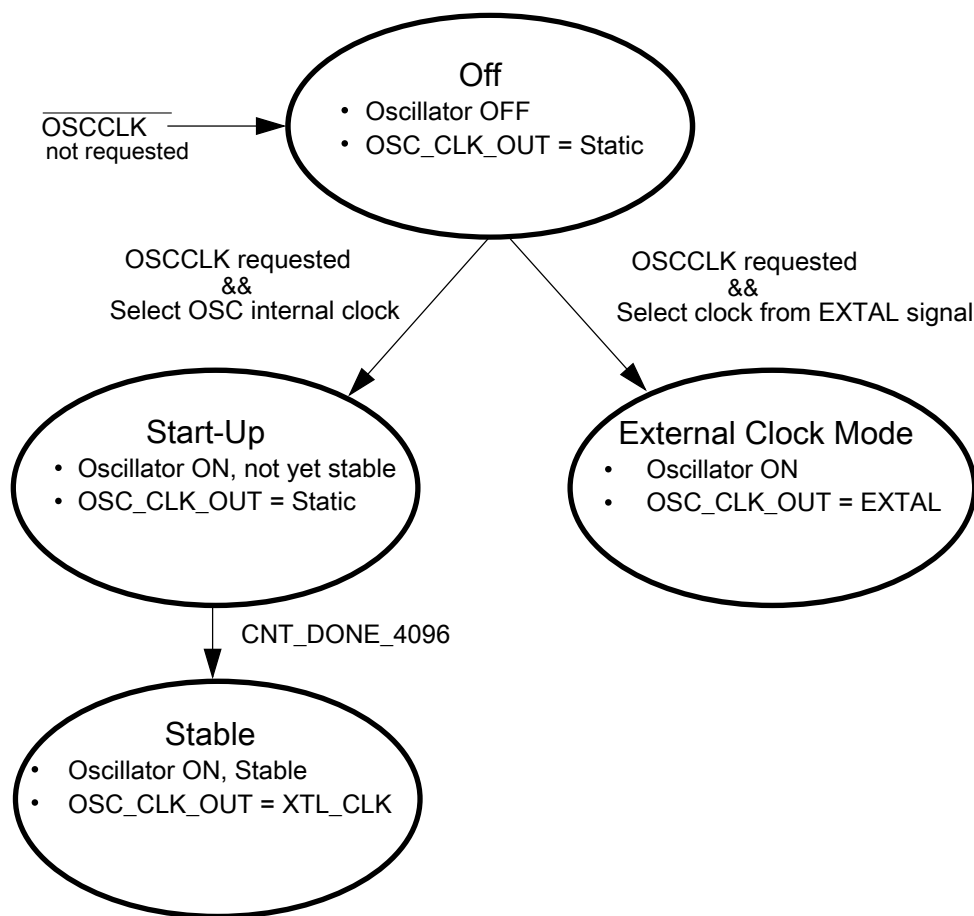 Off
• Oscillator OFF
• OSC_CLK_OUT = Static
OSCCLK
not requested
OSCCLK requested
&&
Select OSC internal clock
OSCCLK requested
&&
Select clock from EXTAL signal
Start-Up
• Oscillator ON, not yet stable
• OSC_CLK_OUT = Static
External Clock Mode
• Oscillator ON
• OSC_CLK_OUT = EXTAL
CNT_DONE_4096
Stable
• Oscillator ON, Stable
• OSC_CLK_OUT = XTL_CLK